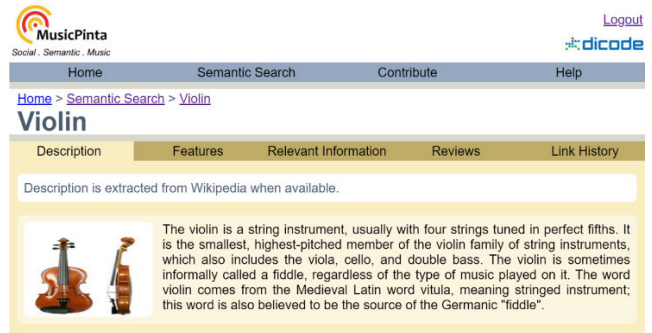 MusicPinta
Social . Semantic . Music
Logout
dicode
Home Semantic Search Contribute Help
Home > Semantic Search > Violin
Violin
Description Features Relevant Information Reviews Link History
Description is extracted from Wikipedia when available.
The violin is a string instrument, usually with four strings tuned in perfect fifths. It
is the smallest, highest-pitched member of the violin family of string instruments,
which also includes the viola, cello, and double bass. The violin is sometimes
informally called a fiddle, regardless of the type of music played on it. The word
violin comes from the Medieval Latin word vitula, meaning stringed instrument;
this word is also believed to be the source of the Germanic "fiddle".